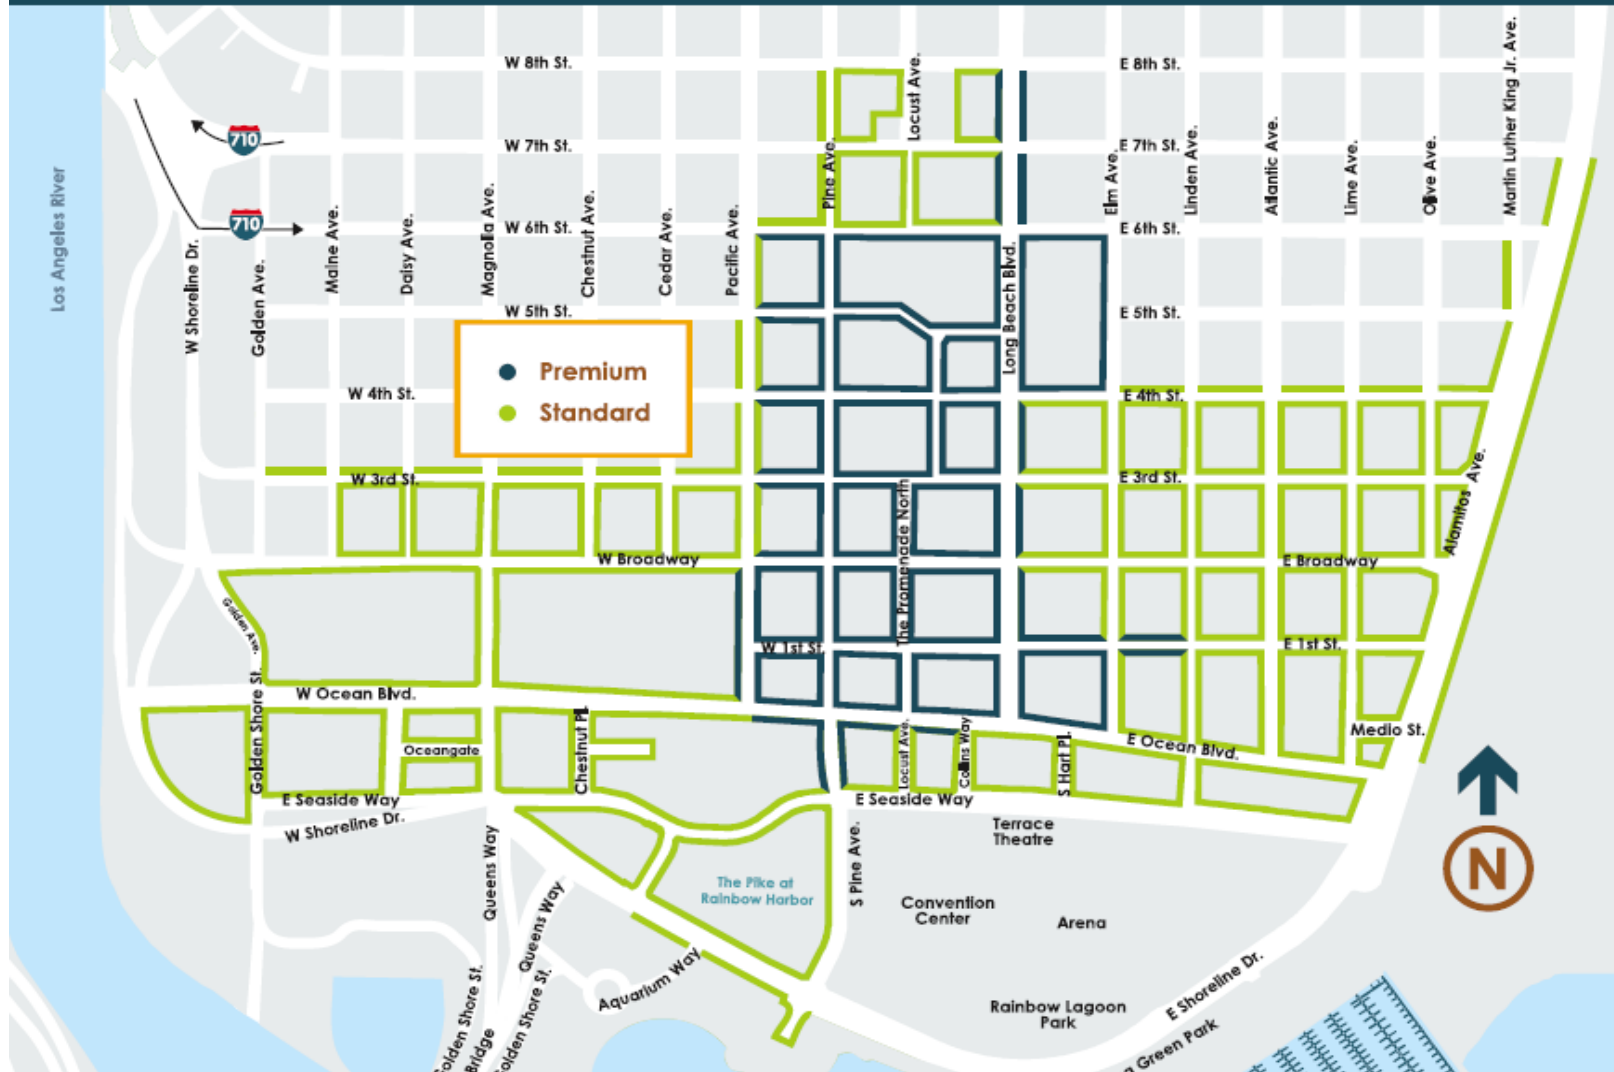 W 8th St.
E 8th St.
Locust Ave.
Martin Luther King Jr. Ave.
710
W 7th St.
E 7th St.
Pine Ave.
Elm Ave.
Linden Ave.
Atlantic Ave.
Lime Ave.
Olive Ave.
Los Angeles River
710
W 6th St.
E 6th St.
W Shoreline Dr.
Golden Ave.
Maine Ave.
Daisy Ave.
Magnolia Ave.
Chestnut Ave.
Cedar Ave.
Pacific Ave.
Long Beach Blvd.
W 5th St.
E 5th St.
Premium
Standard
W 4th St.
E 4th St.
W 3rd St.
E 3rd St.
The Promenade North
Alamitos Ave.
W Broadway
E Broadway
Golden Ave.
W 1st St.
E 1st St.
W Ocean Blvd.
Golden Shore St.
Chestnut Pl.
Oceangate
Locust Ave.
Collins Way
S Hart Pl.
E Ocean Blvd.
Medio St.
E Seaside Way
E Seaside Way
W Shoreline Dr.
Terrace
Theatre
Queens Way
Queens Way
S Pine Ave.
The Pike at
Rainbow Harbor
Convention
Center
Arena
N
Aquarium Way
Golden Shore St.
Golden Shore St.
Bridge
Rainbow Lagoon
Park
E Shoreline Dr.
Green Park